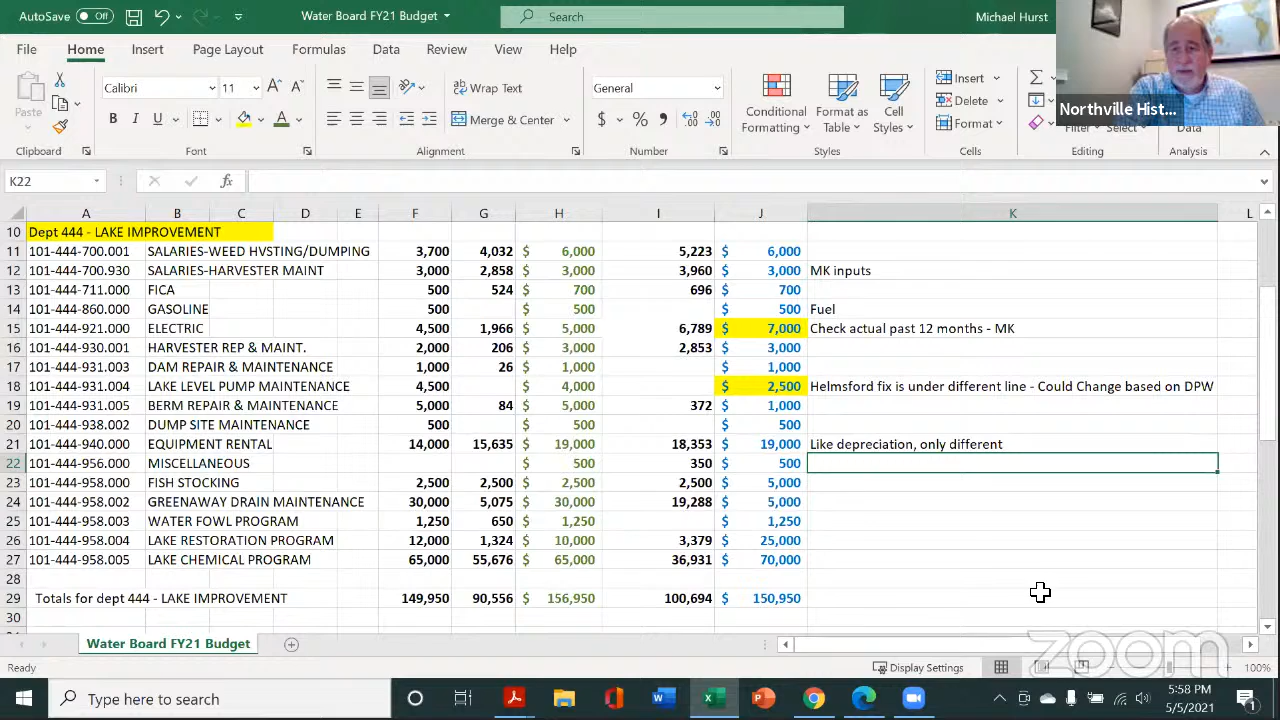 AutoSave Off Water Board FY21 Budget Search Michael Hurst
File Home Insert Page Layout Formulas Data Review View Help
Northville Hist...
Paste Calibri 11 Wrap Text General Conditional Formatting Format as Table Cell Styles Insert
B I U Merge & Center $ % Delete
Format
Clipboard Font Alignment Number Styles Cells Editing Analysis
K22 fx
A B C D E F G H I J K L
10 Dept 444 - LAKE IMPROVEMENT
11 101-444-700.001 SALARIES-WEED HVSTING/DUMPING 3,700 4,032 $ 6,000 5,223 $ 6,000
12 101-444-700.930 SALARIES-HARVESTER MAINT 3,000 2,858 $ 3,000 3,960 $ 3,000 MK inputs
13 101-444-711.000 FICA 500 524 $ 700 696 $ 700
14 101-444-860.000 GASOLINE 500 $ 500 $ 500 Fuel
15 101-444-921.000 ELECTRIC 4,500 1,966 $ 5,000 6,789 $ 7,000 Check actual past 12 months - MK
16 101-444-930.001 HARVESTER REP & MAINT. 2,000 206 $ 3,000 2,853 $ 3,000
17 101-444-931.003 DAM REPAIR & MAINTENANCE 1,000 26 $ 1,000 $ 1,000
18 101-444-931.004 LAKE LEVEL PUMP MAINTENANCE 4,500 $ 4,000 $ 2,500 Helmsford fix is under different line - Could Change based on DPW
19 101-444-931.005 BERM REPAIR & MAINTENANCE 5,000 84 $ 5,000 372 $ 1,000
20 101-444-938.002 DUMP SITE MAINTENANCE 500 $ 500 $ 500
21 101-444-940.000 EQUIPMENT RENTAL 14,000 15,635 $ 19,000 18,353 $ 19,000 Like depreciation, only different
22 101-444-956.000 MISCELLANEOUS $ 500 350 $ 500
23 101-444-958.000 FISH STOCKING 2,500 2,500 $ 2,500 2,500 $ 5,000
24 101-444-958.002 GREENAWAY DRAIN MAINTENANCE 30,000 5,075 $ 30,000 19,288 $ 5,000
25 101-444-958.003 WATER FOWL PROGRAM 1,250 650 $ 1,250 $ 1,250
26 101-444-958.004 LAKE RESTORATION PROGRAM 12,000 1,324 $ 10,000 3,379 $ 25,000
27 101-444-958.005 LAKE CHEMICAL PROGRAM 65,000 55,676 $ 65,000 36,931 $ 70,000
28
29 Totals for dept 444 - LAKE IMPROVEMENT 149,950 90,556 $ 156,950 100,694 $ 150,950
30
Water Board FY21 Budget
zoom
Ready Display Settings 100%
Type here to search 5:58 PM
5/5/2021